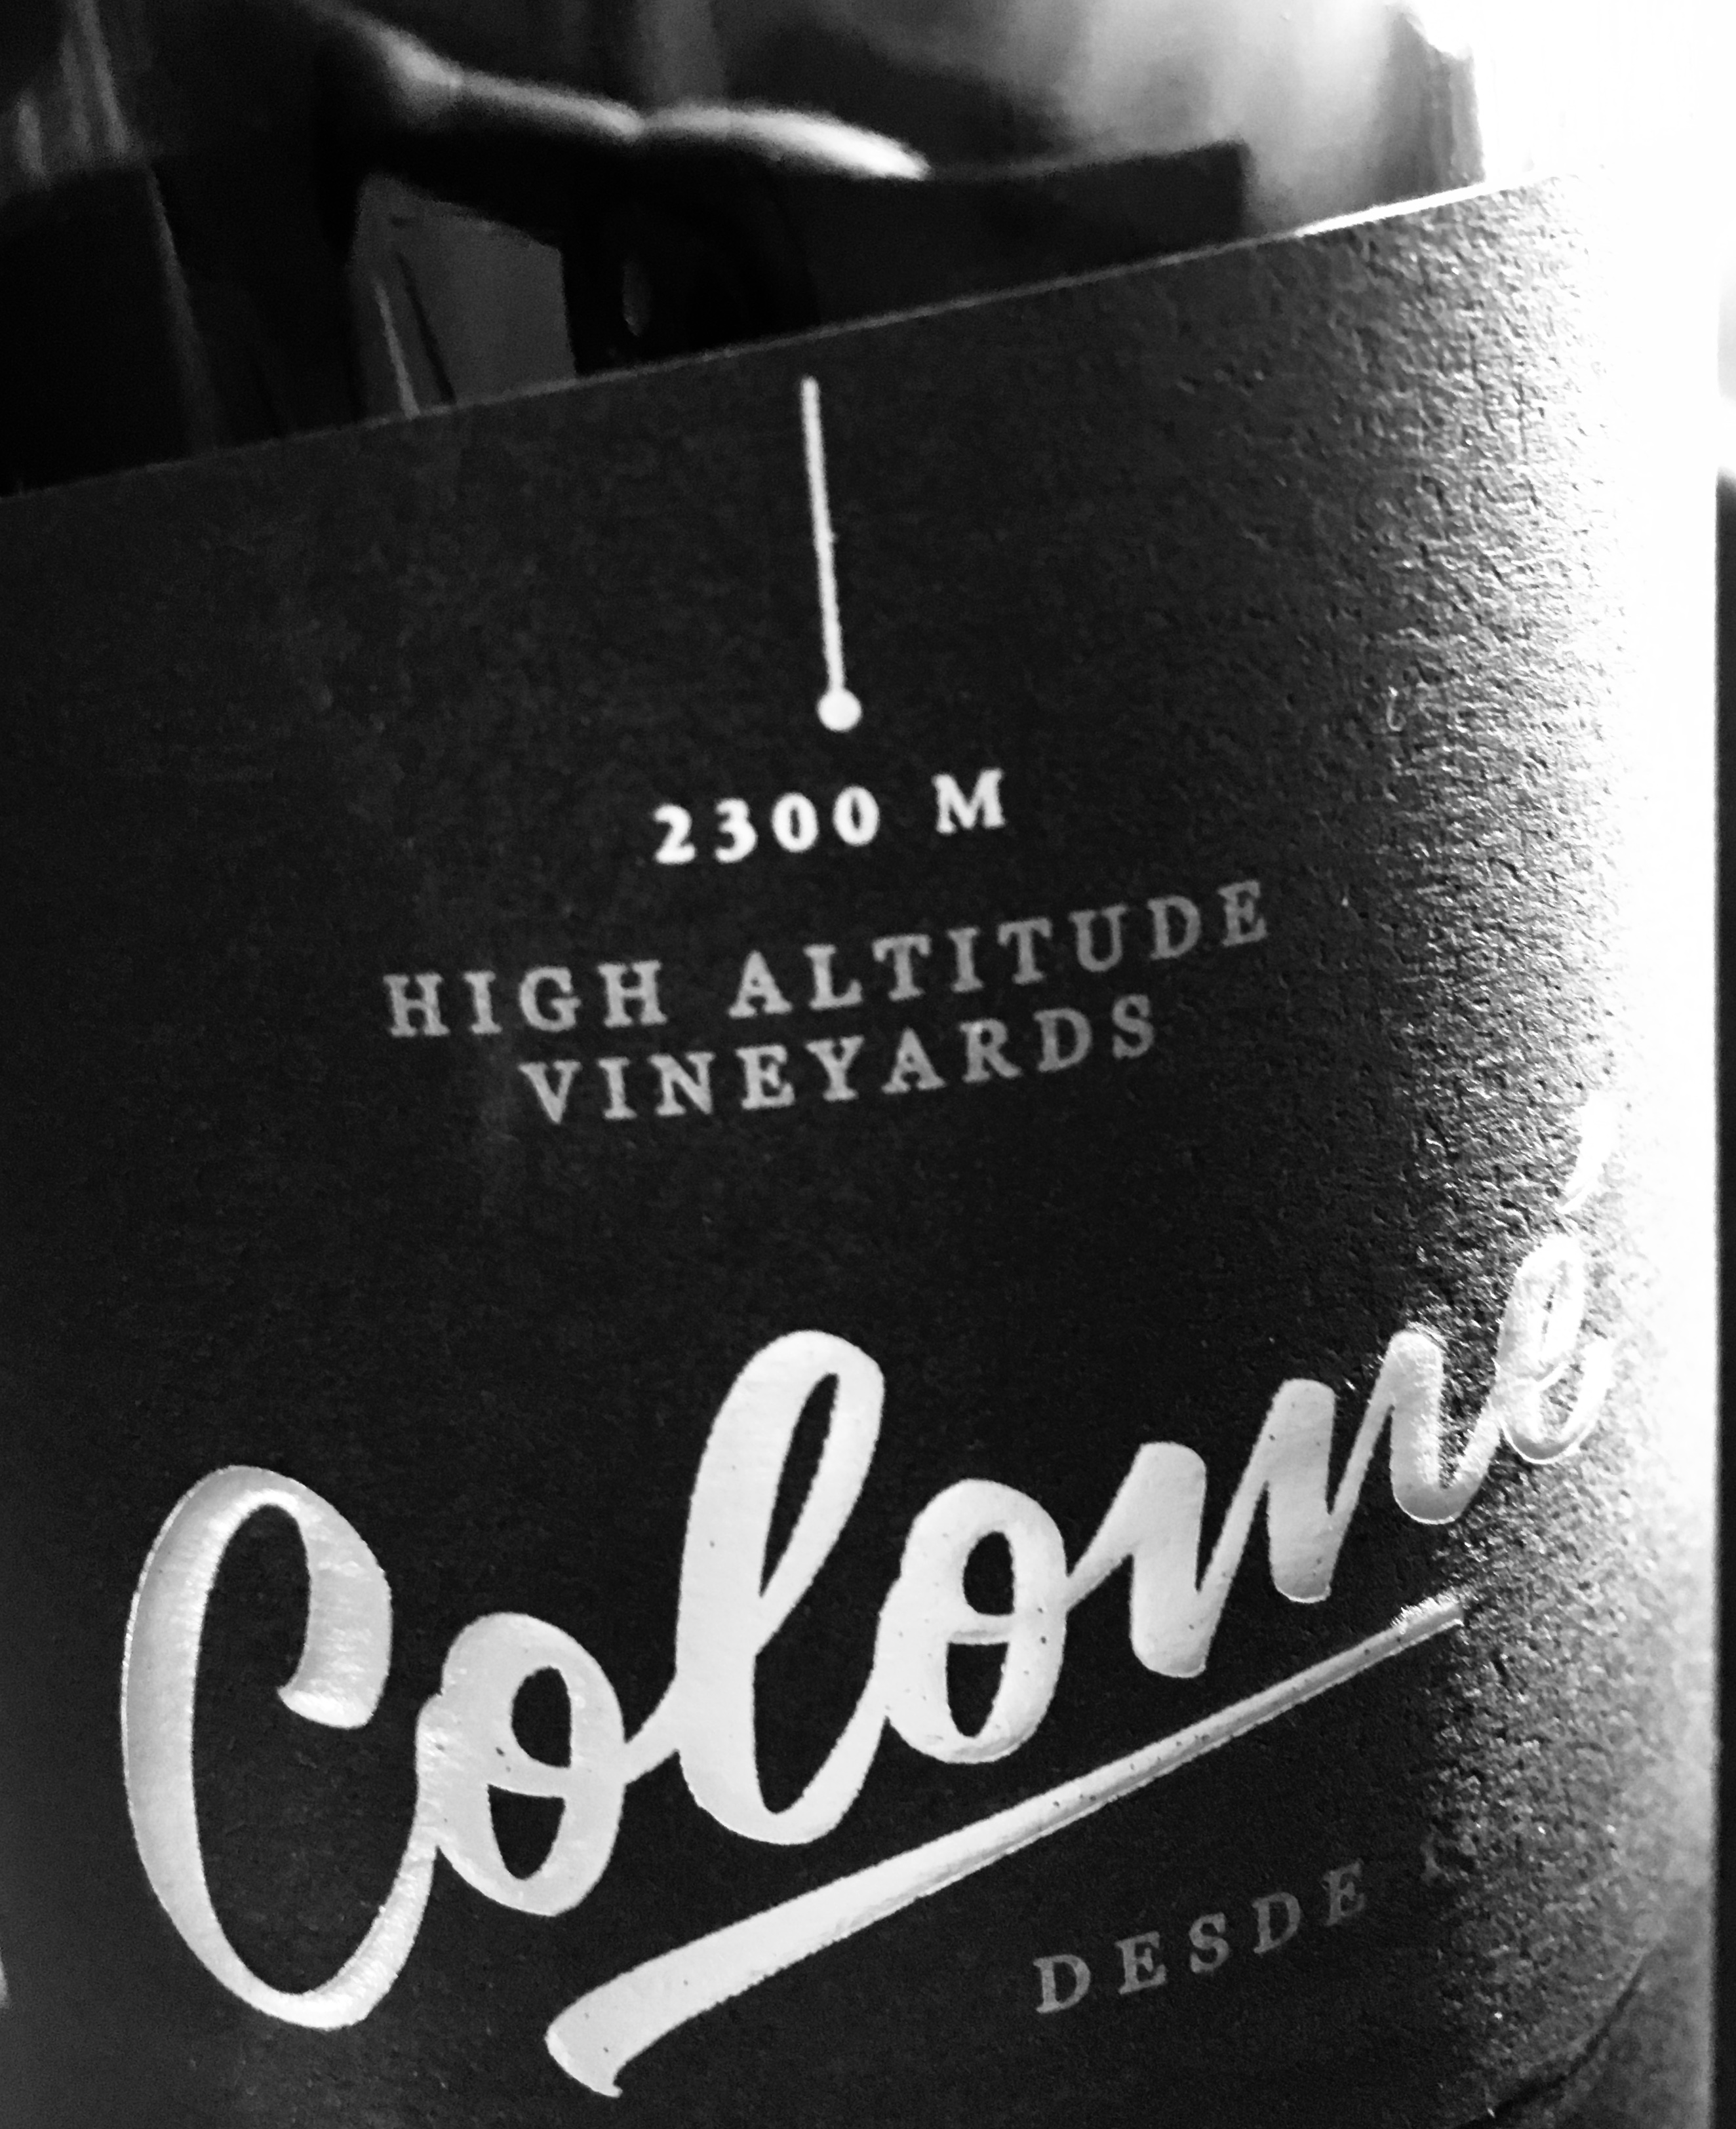 2300 M
HIGH ALTITUDE
VINEYARDS
Colomé
DESDE